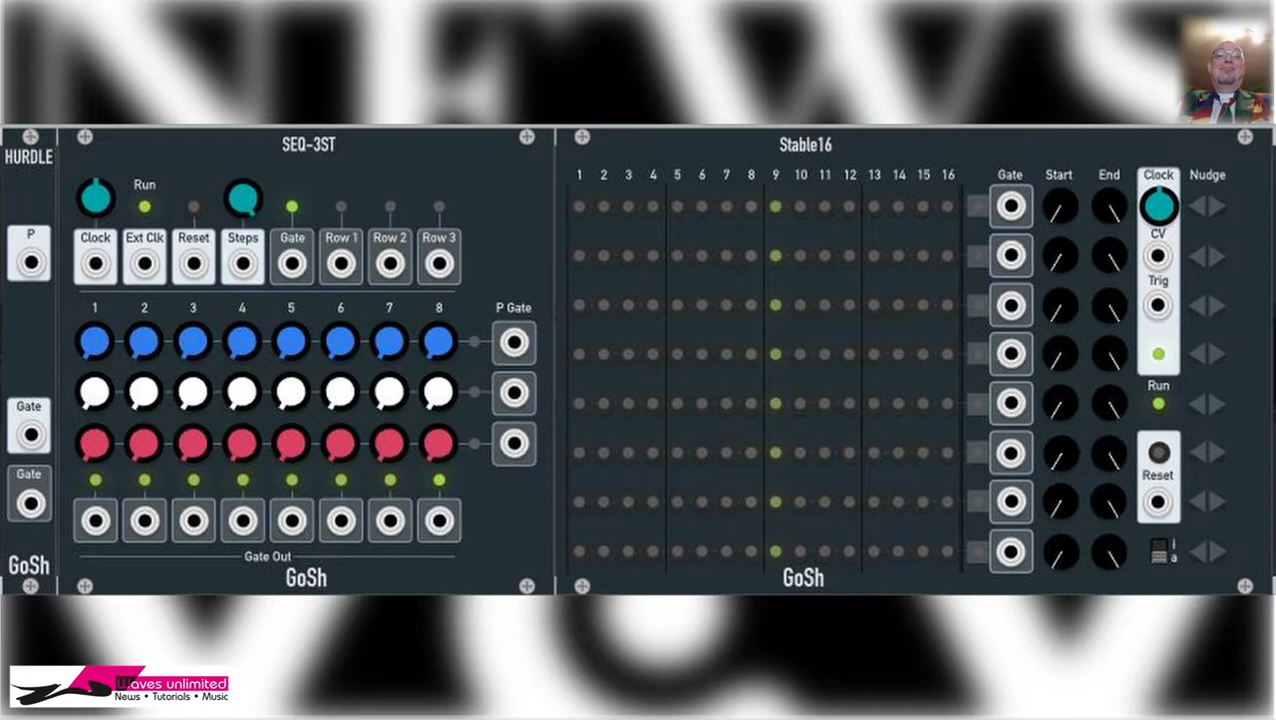 NEWS
HURDLE
P
Gate
Gate
GoSh
SEQ-3ST
Run
Clock Ext Clk Reset Steps Gate Row 1 Row 2 Row 3
1 2 3 4 5 6 7 8 P Gate
Gate Out
GoSh
Stable16
1 2 3 4 5 6 7 8 9 10 11 12 13 14 15 16 Gate Start End Clock Nudge
CV
Trig
Run
Reset
i
a
GoSh
Waves unlimited
News • Tutorials • Music